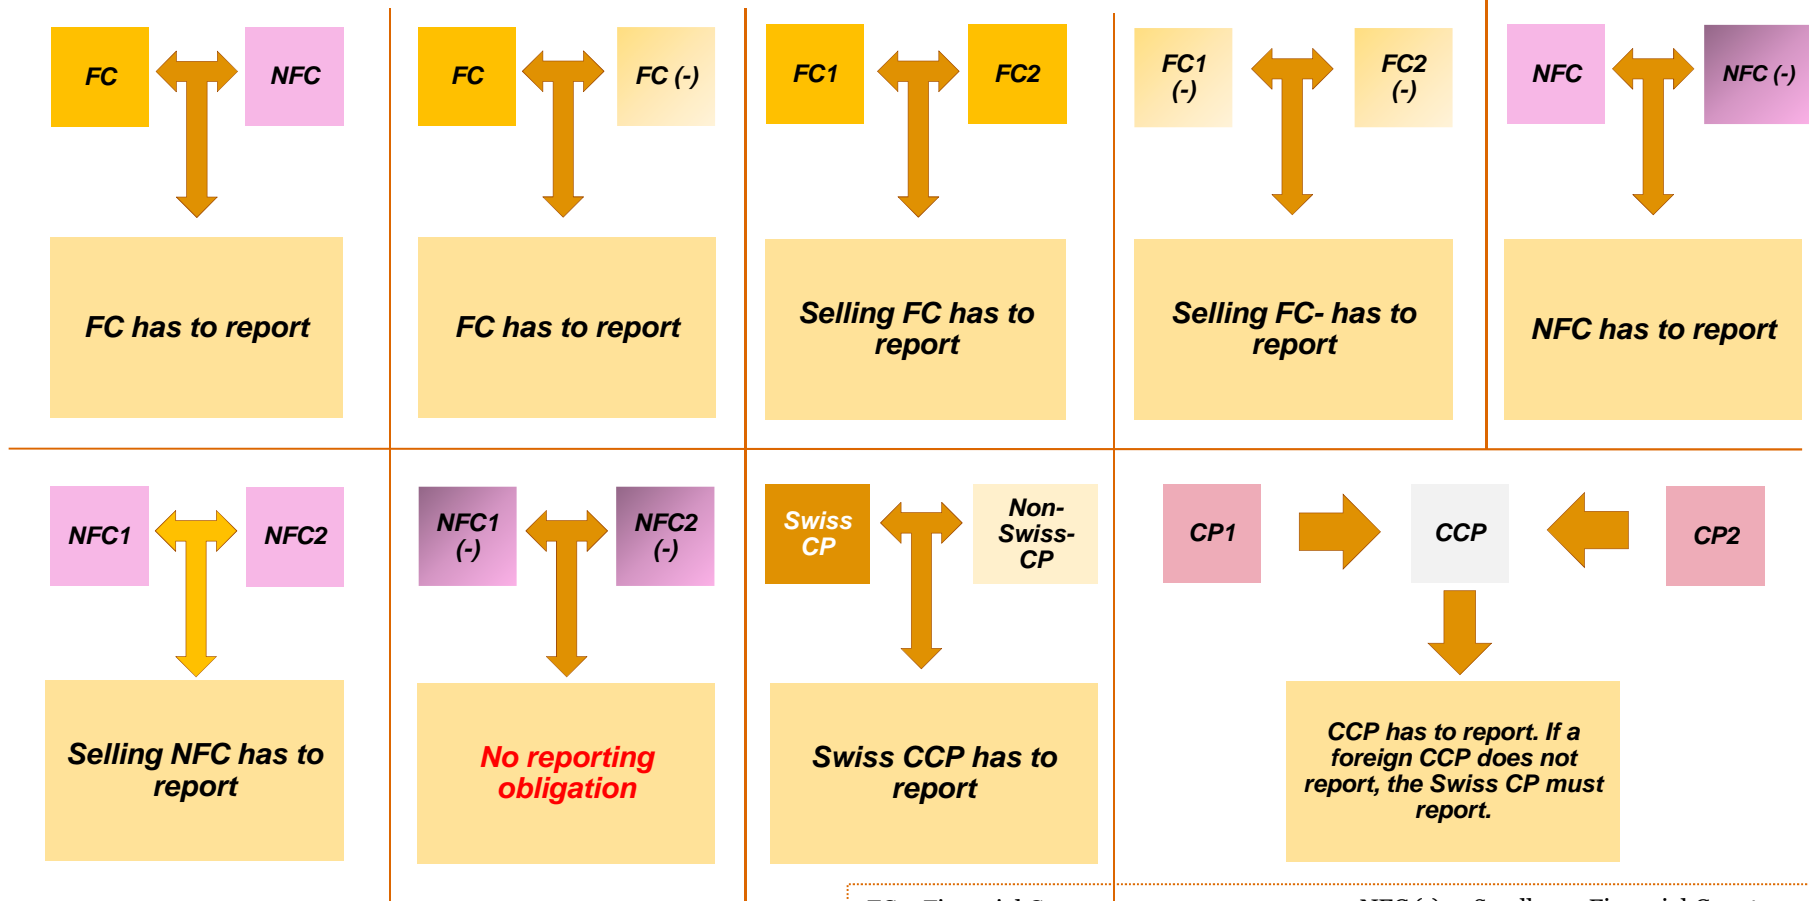 FC
NFC
FC has to report
FC
FC (-)
FC has to report
FC1
FC2
Selling FC has to
report
FC1
(-)
FC2
(-)
Selling FC- has to
report
NFC
NFC (-)
NFC has to report
NFC1
NFC2
Selling NFC has to
report
NFC1
(-)
NFC2
(-)
No reporting
obligation
Swiss
CP
Non-
Swiss-
CP
Swiss CCP has to
report
CP1
CCP
CP2
CCP has to report. If a
foreign CCP does not
report, the Swiss CP must
report.